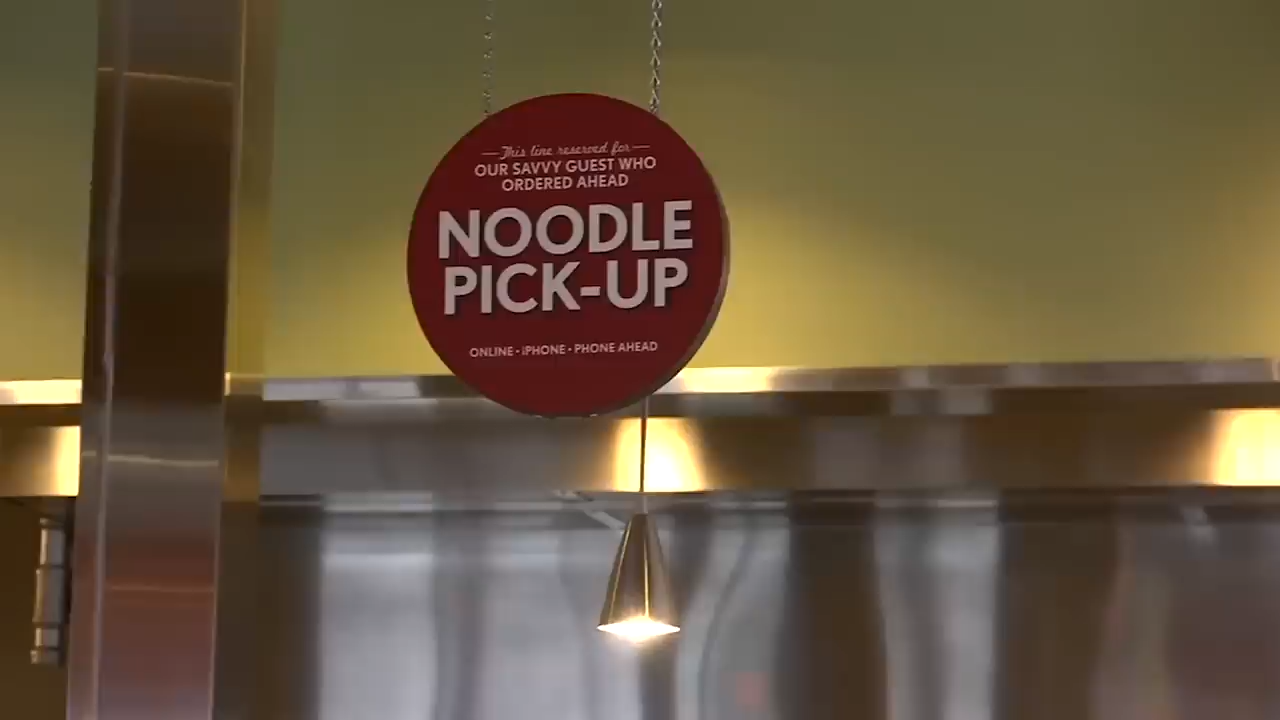 This line reserved for
OUR SAVVY GUEST WHO
ORDERED AHEAD
NOODLE
PICK-UP
ONLINE • iPHONE • PHONE AHEAD